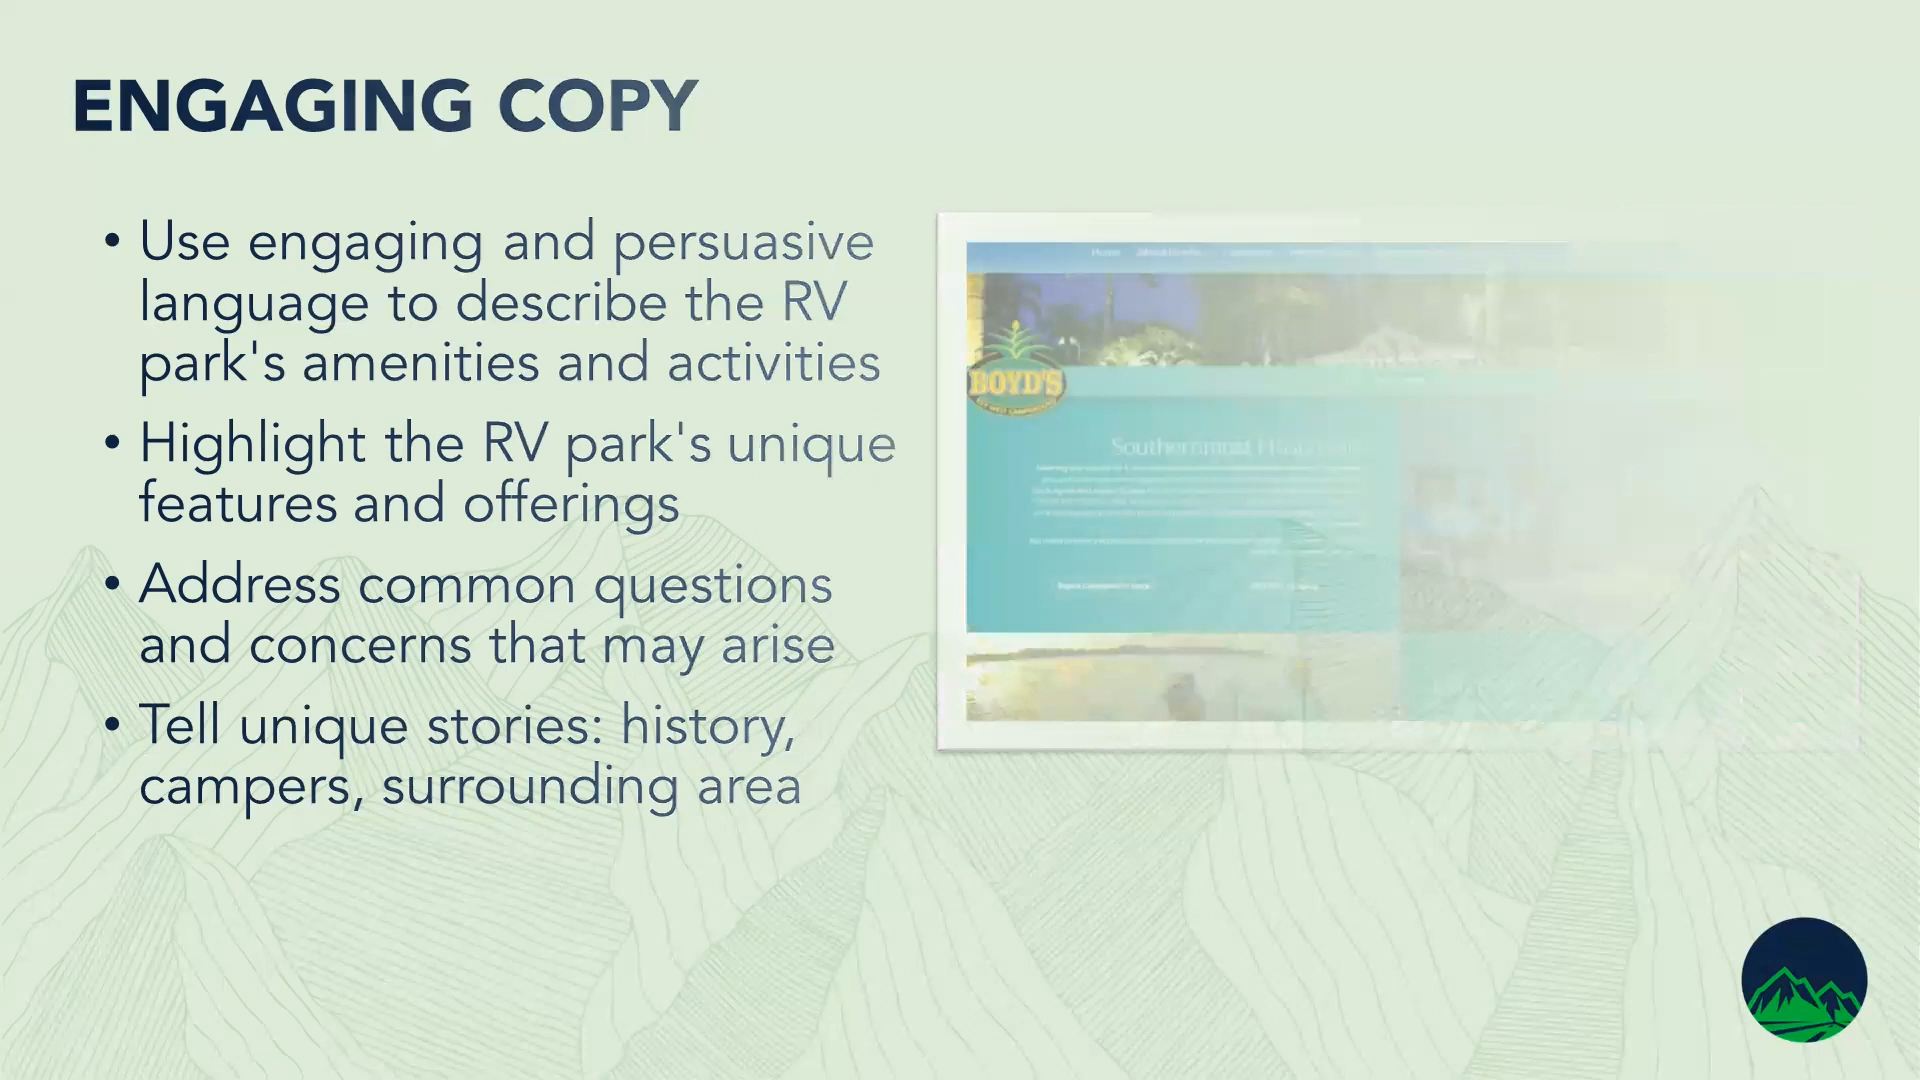 ENGAGING COPY
• Use engaging and persuasive
language to describe the RV
park's amenities and activities
• Highlight the RV park's unique
features and offerings
• Address common questions
and concerns that may arise
• Tell unique stories: history,
campers, surrounding area
Home
BOYD'S
Southernmost